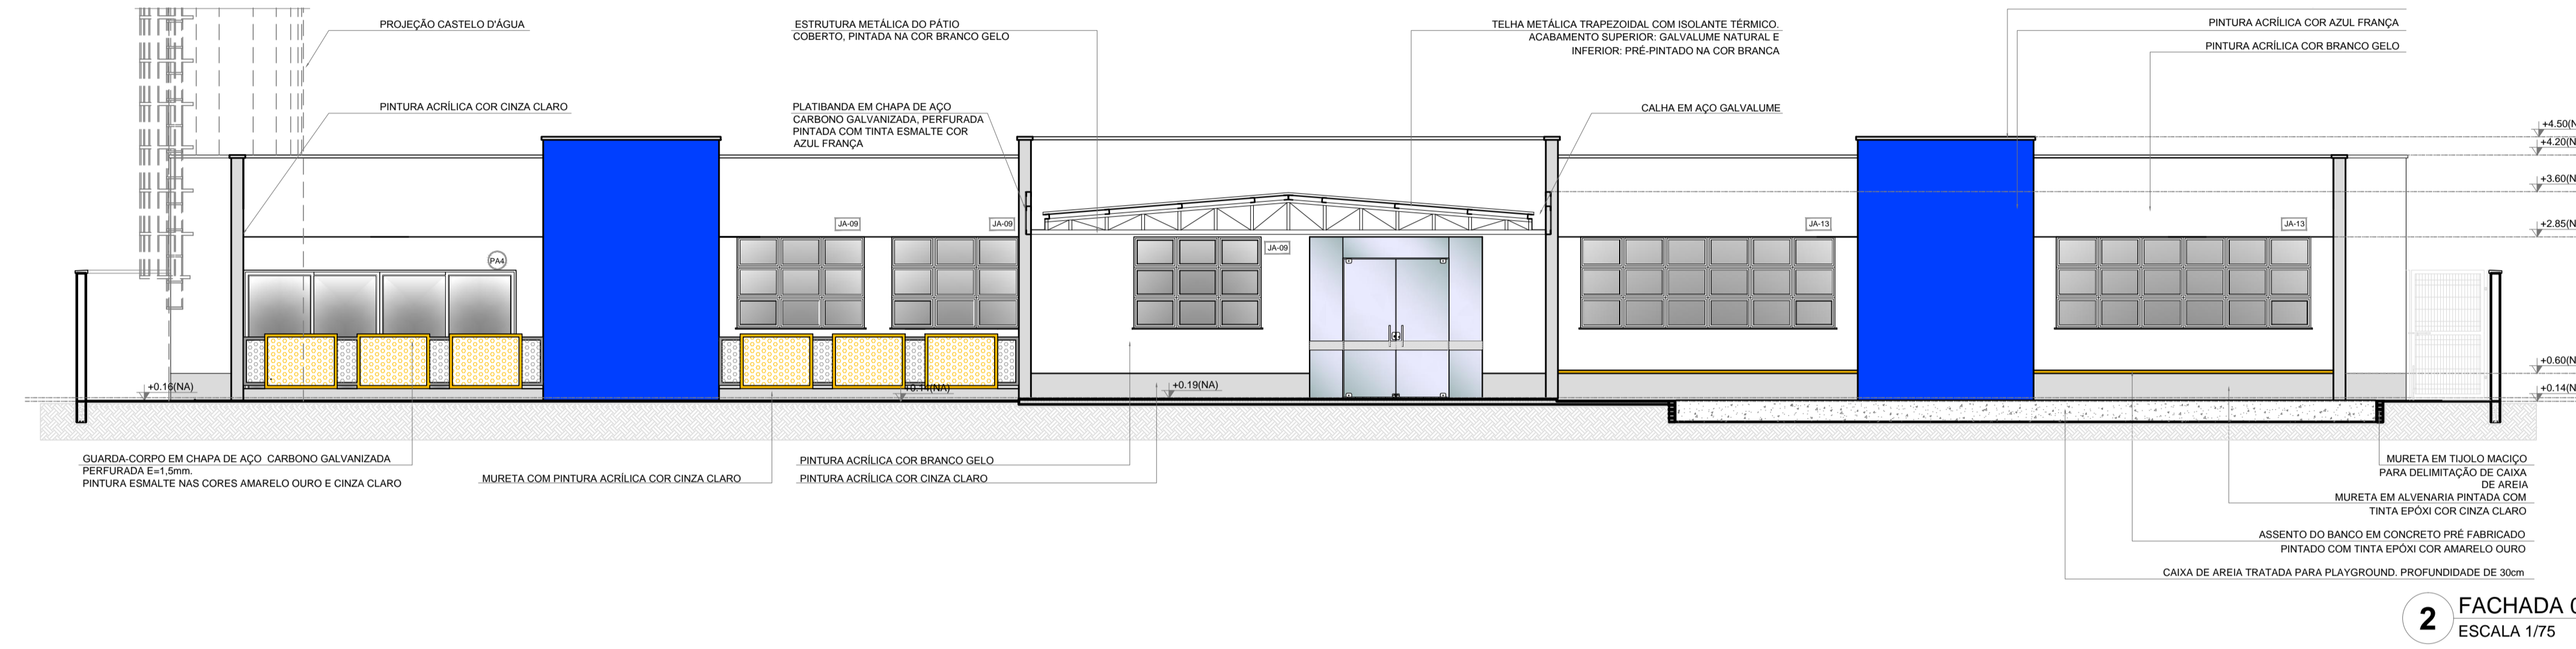 PROJEÇÃO CASTELO D'ÁGUA
PINTURA ACRÍLICA COR CINZA CLARO
ESTRUTURA METÁLICA DO PÁTIO
COBERTO, PINTADA NA COR BRANCO GELO
PLATIBANDA EM CHAPA DE AÇO
CARBONO GALVANIZADA, PERFURADA
PINTADA COM TINTA ESMALTE COR
AZUL FRANÇA
TELHA METÁLICA TRAPEZOIDAL COM ISOLANTE TÉRMICO.
ACABAMENTO SUPERIOR: GALVALUME NATURAL E
INFERIOR: PRÉ-PINTADO NA COR BRANCA
CALHA EM AÇO GALVALUME
PINTURA ACRÍLICA COR AZUL FRANÇA
PINTURA ACRÍLICA COR BRANCO GELO
+4.50(N
+4.20(N
+3.60(N
+2.85(N
+0.60(N
+0.14(N
JA-09
JA-09
JA-09
JA-13
JA-13
PA4
+0.16(NA)
+0.14(NA)
+0.19(NA)
GUARDA-CORPO EM CHAPA DE AÇO CARBONO GALVANIZADA
PERFURADA E=1,5mm.
PINTURA ESMALTE NAS CORES AMARELO OURO E CINZA CLARO
MURETA COM PINTURA ACRÍLICA COR CINZA CLARO
PINTURA ACRÍLICA COR BRANCO GELO
PINTURA ACRÍLICA COR CINZA CLARO
MURETA EM TIJOLO MACIÇO
PARA DELIMITAÇÃO DE CAIXA
DE AREIA
MURETA EM ALVENARIA PINTADA COM
TINTA EPÓXI COR CINZA CLARO
ASSENTO DO BANCO EM CONCRETO PRÉ FABRICADO
PINTADO COM TINTA EPÓXI COR AMARELO OURO
CAIXA DE AREIA TRATADA PARA PLAYGROUND. PROFUNDIDADE DE 30cm
2
FACHADA 0
ESCALA 1/75